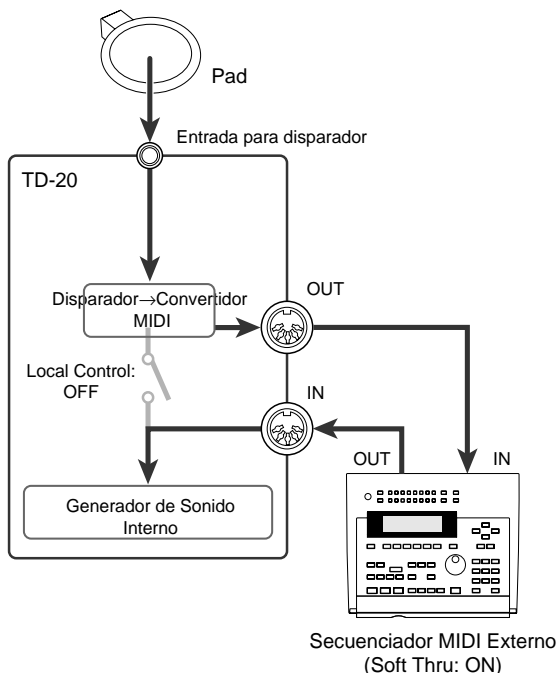 Pad
Entrada para disparador
TD-20
Disparador→Convertidor
MIDI
OUT
Local Control:
OFF
IN
OUT
IN
Generador de Sonido
Interno
Secuenciador MIDI Externo
(Soft Thru: ON)